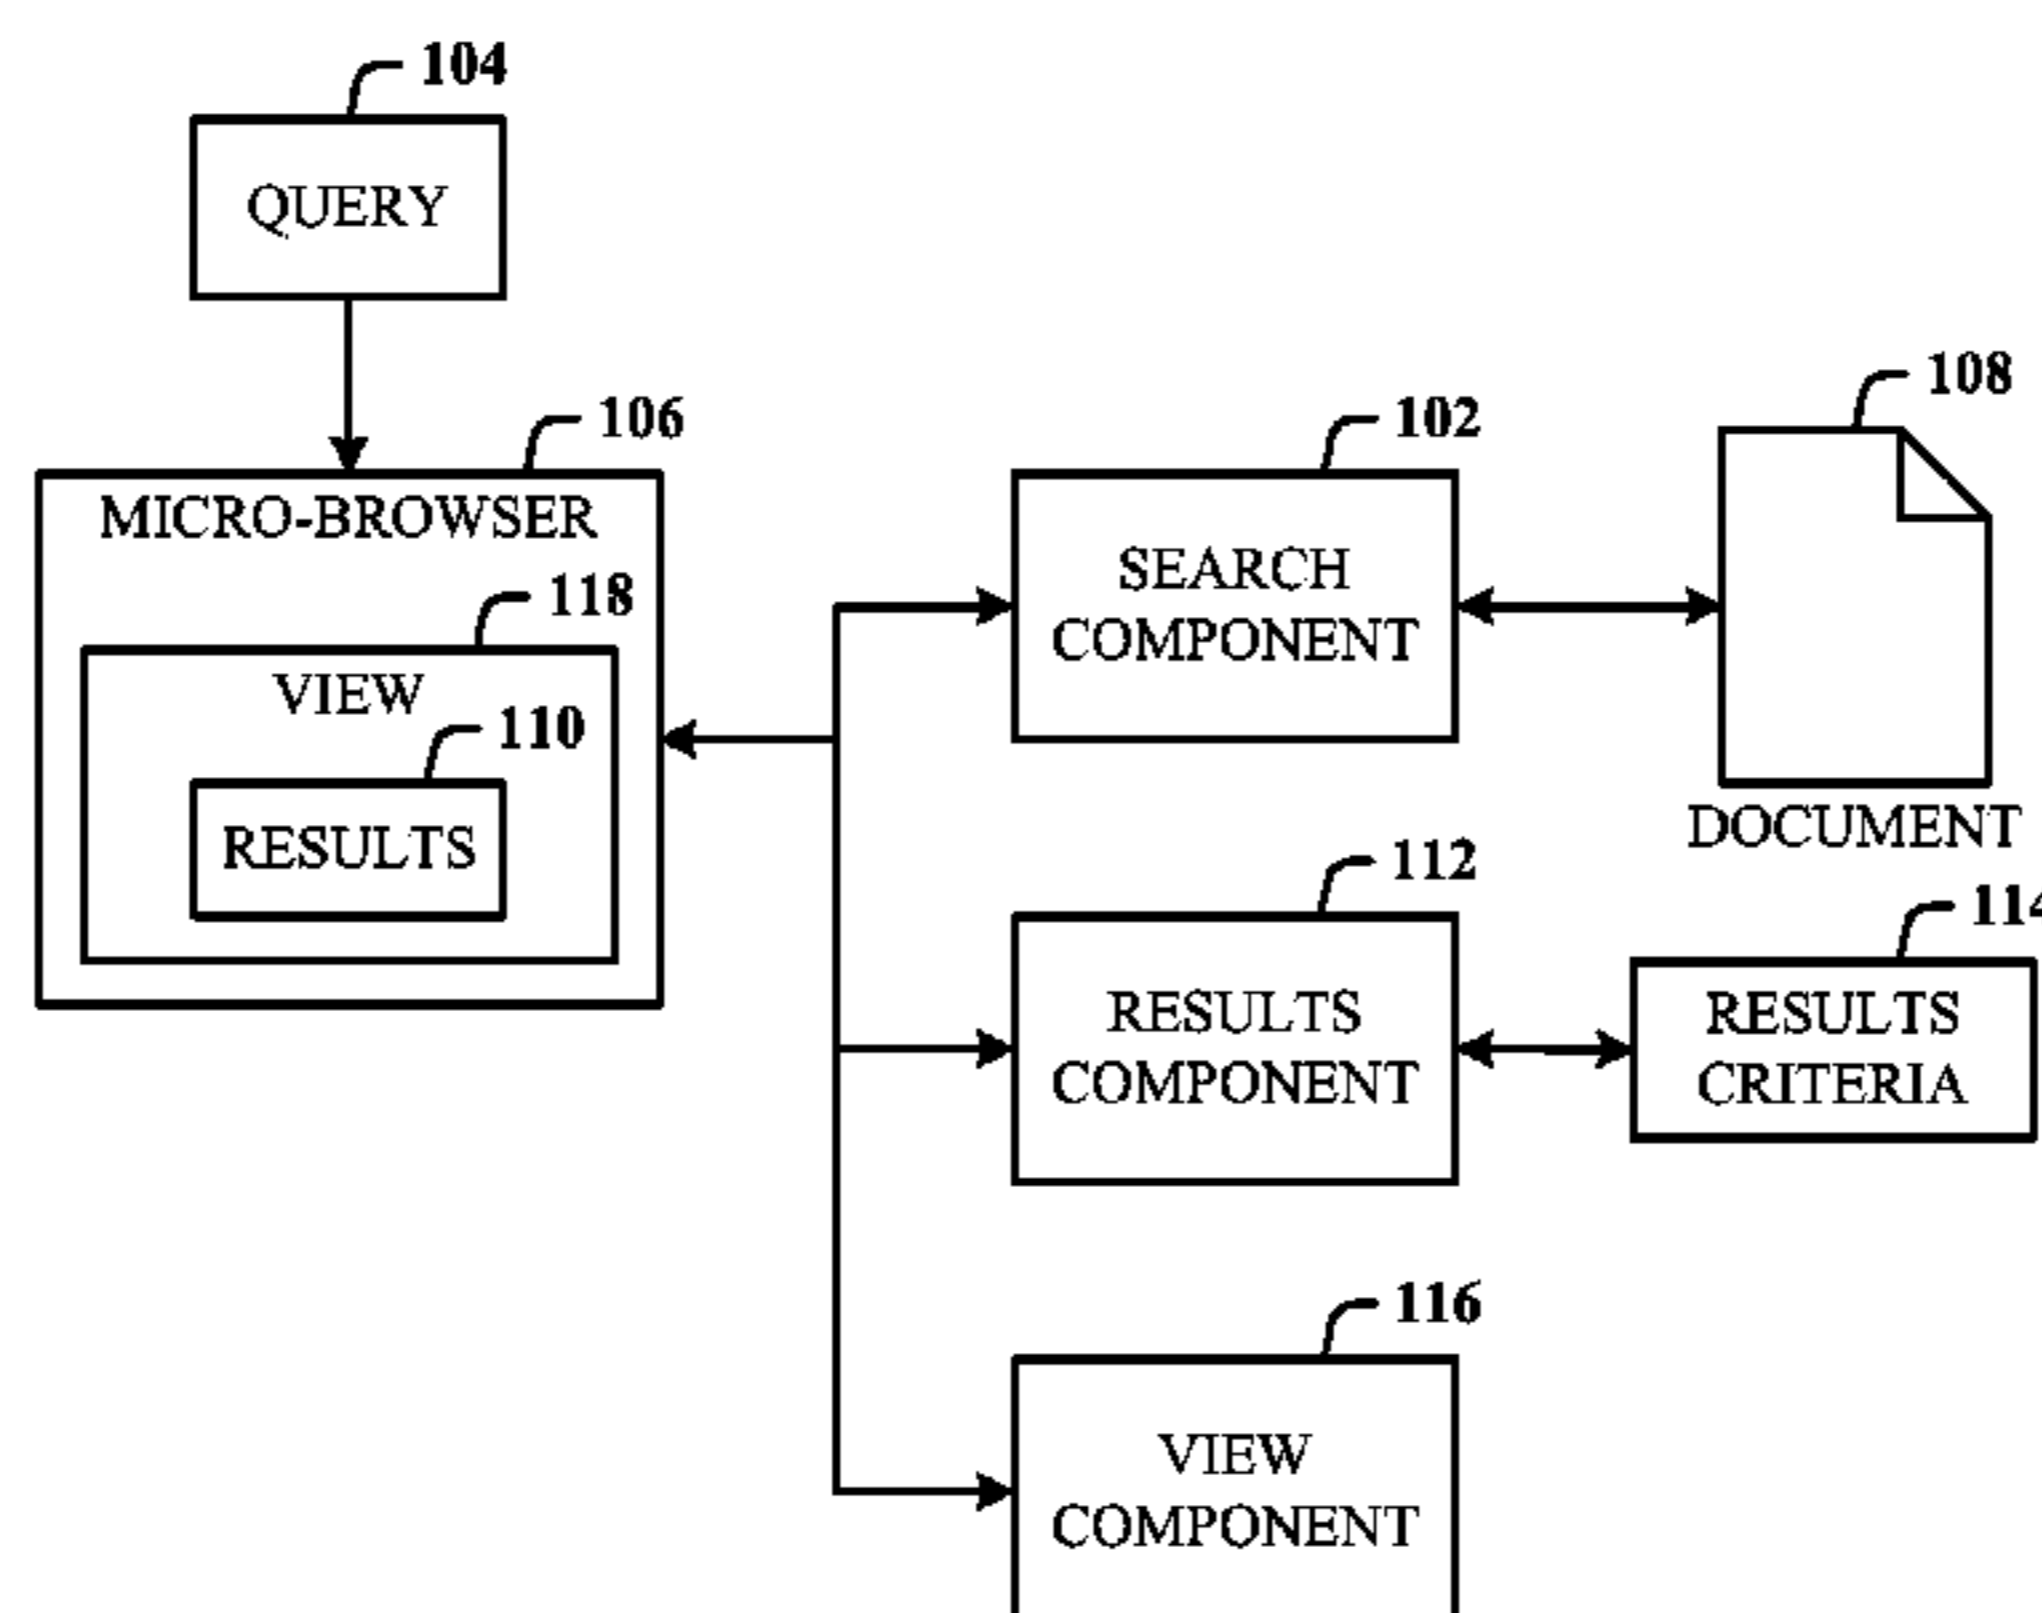 104
QUERY
106
MICRO-BROWSER
118
VIEW
110
RESULTS
102
SEARCH
COMPONENT
108
DOCUMENT
112
RESULTS
COMPONENT
114
RESULTS
CRITERIA
116
VIEW
COMPONENT